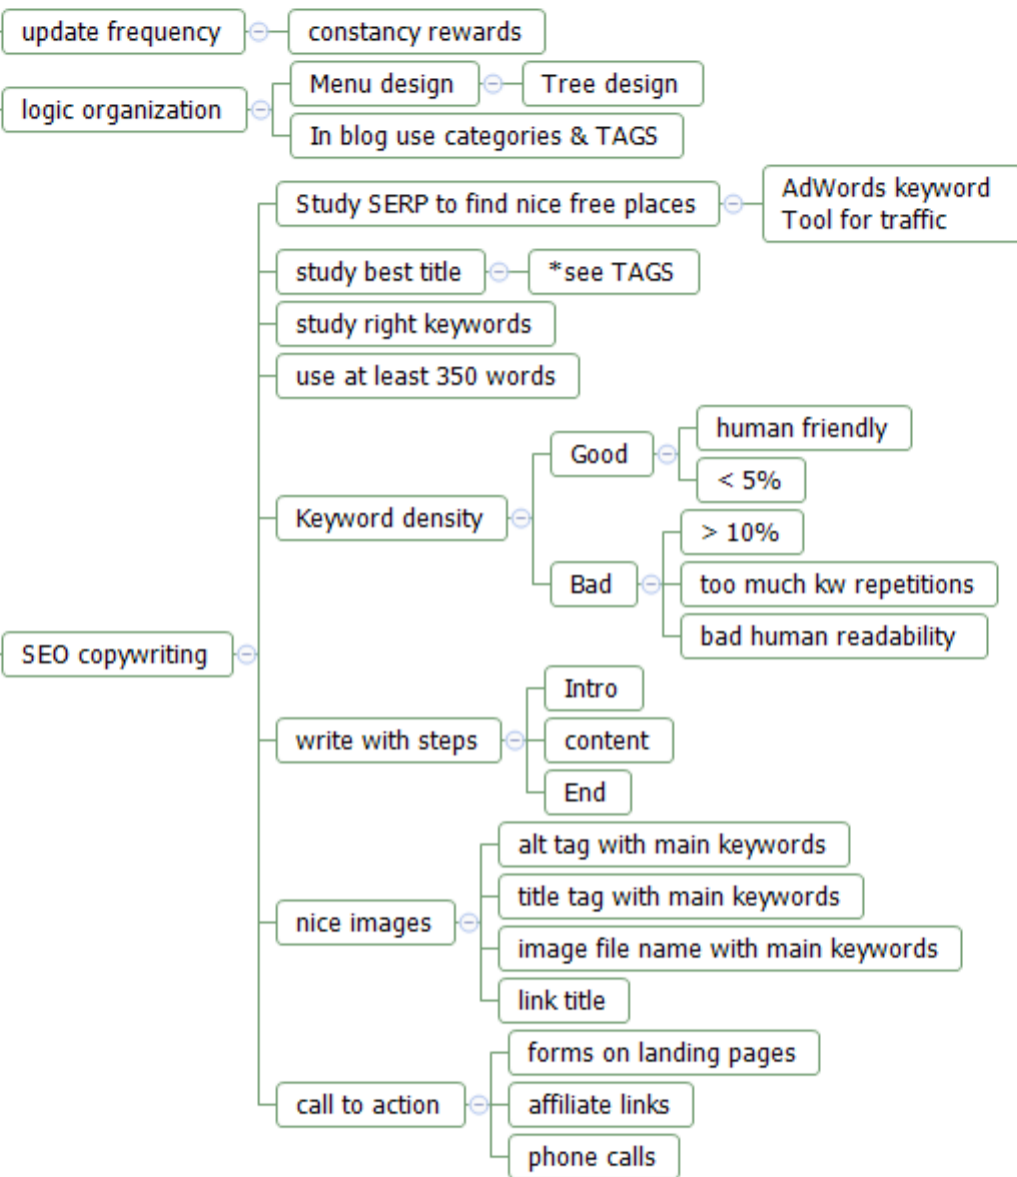 update frequency
constancy rewards
logic organization
Menu design
Tree design
In blog use categories & TAGS
SEO copywriting
Study SERP to find nice free places
AdWords keyword
Tool for traffic
study best title
*see TAGS
study right keywords
use at least 350 words
Keyword density
Good
human friendly
< 5%
Bad
> 10%
too much kw repetitions
bad human readability
write with steps
Intro
content
End
nice images
alt tag with main keywords
title tag with main keywords
image file name with main keywords
link title
call to action
forms on landing pages
affiliate links
phone calls